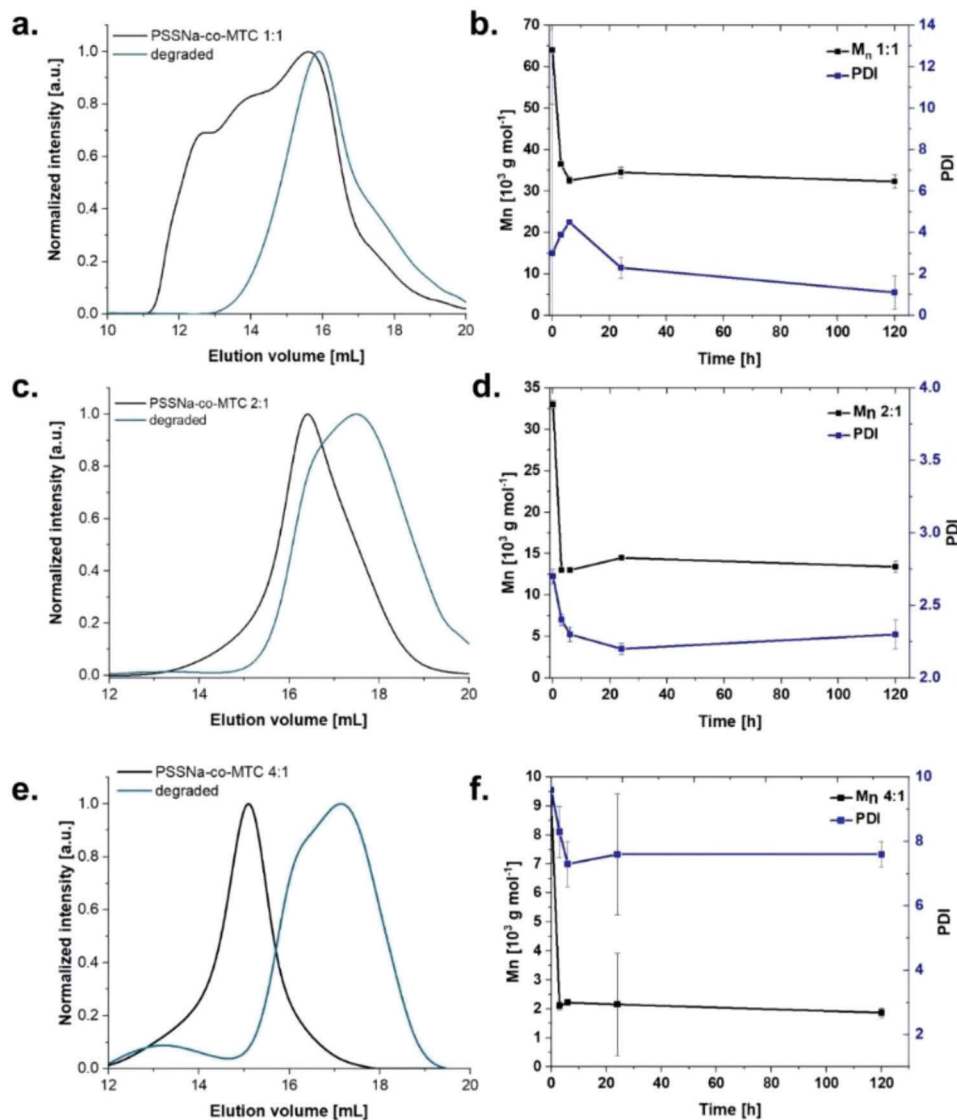 a.
PSSNa-co-MTC 1:1
degraded
Normalized intensity [a.u.]
1.0
0.8
0.6
0.4
0.2
0.0
10 12 14 16 18 20
Elution volume [mL]
b.
Mn 1:1
PDI
Mn [10³ g mol⁻¹]
70
60
50
40
30
20
10
0
14
12
10
8
6
4
2
0
PDI
0 20 40 60 80 100 120
Time [h]
c.
PSSNa-co-MTC 2:1
degraded
Normalized intensity [a.u.]
1.0
0.8
0.6
0.4
0.2
0.0
12 14 16 18 20
Elution volume [mL]
d.
Mn 2:1
PDI
Mn [10³ g mol⁻¹]
35
30
25
20
15
10
5
0
4.0
3.5
3.0
2.5
2.0
PDI
0 20 40 60 80 100 120
Time [h]
e.
PSSNa-co-MTC 4:1
degraded
Normalized intensity [a.u.]
1.0
0.8
0.6
0.4
0.2
0.0
12 14 16 18 20
Elution volume [mL]
f.
Mn 4:1
PDI
Mn [10³ g mol⁻¹]
10
9
8
7
6
5
4
3
2
1
0
10
8
6
4
2
PDI
0 20 40 60 80 100 120
Time [h]